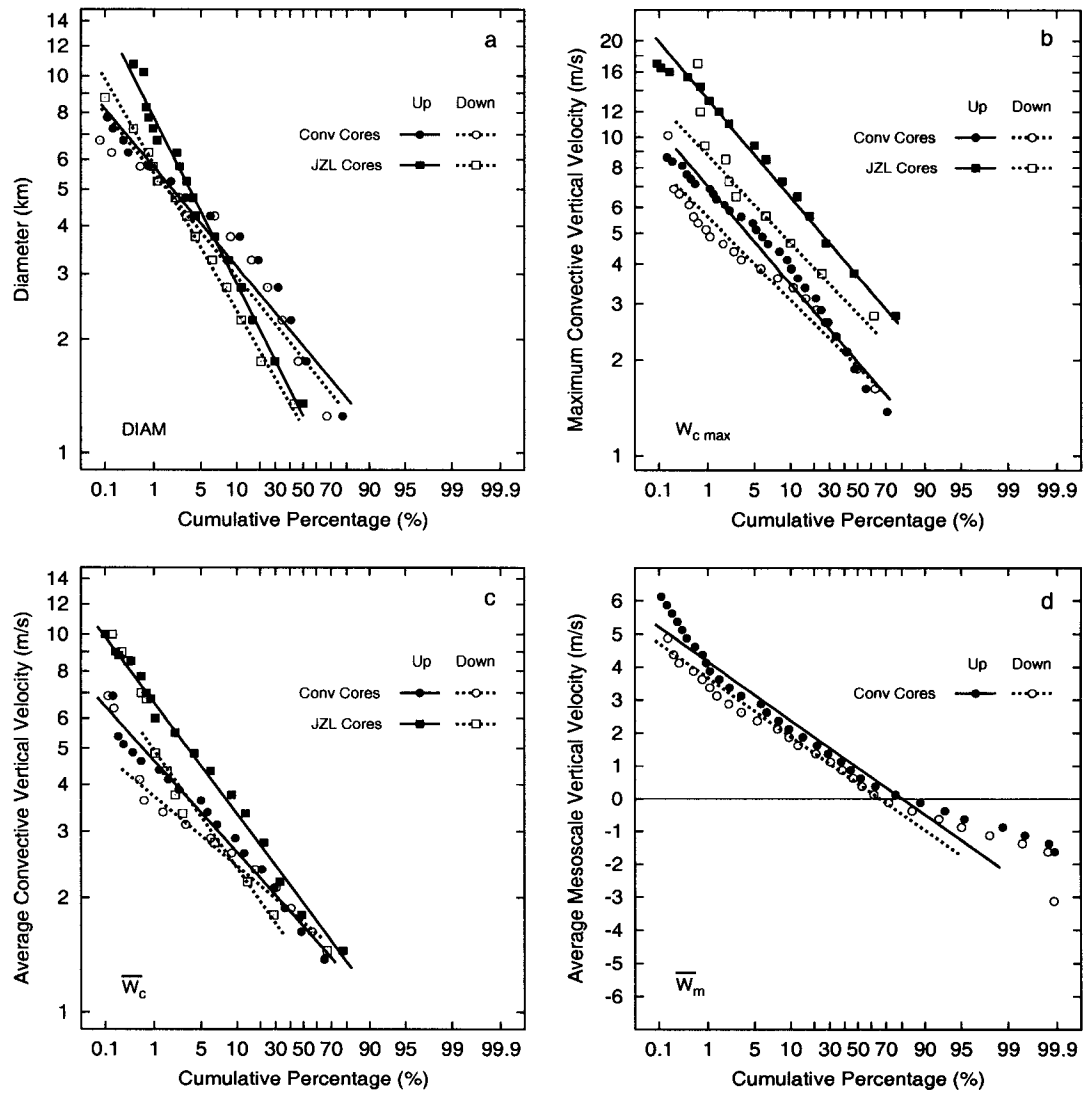 a
Up Down
Conv Cores
JZL Cores
DIAM
14
12
10
8
6
5
4
3
2
1
Diameter (km)
0.1 1 5 10 30 50 70 90 95 99 99.9
Cumulative Percentage (%)
b
Up Down
Conv Cores
JZL Cores
Wc max
20
16
12
10
8
7
6
5
4
3
2
1
Maximum Convective Vertical Velocity (m/s)
0.1 1 5 10 30 50 70 90 95 99 99.9
Cumulative Percentage (%)
c
Up Down
Conv Cores
JZL Cores
Wc
14
12
10
8
7
6
5
4
3
2
1
Average Convective Vertical Velocity (m/s)
0.1 1 5 10 30 50 70 90 95 99 99.9
Cumulative Percentage (%)
d
Up Down
Conv Cores
Wm
6
5
4
3
2
1
0
-1
-2
-3
-4
-5
-6
Average Mesoscale Vertical Velocity (m/s)
0.1 1 5 10 30 50 70 90 95 99 99.9
Cumulative Percentage (%)